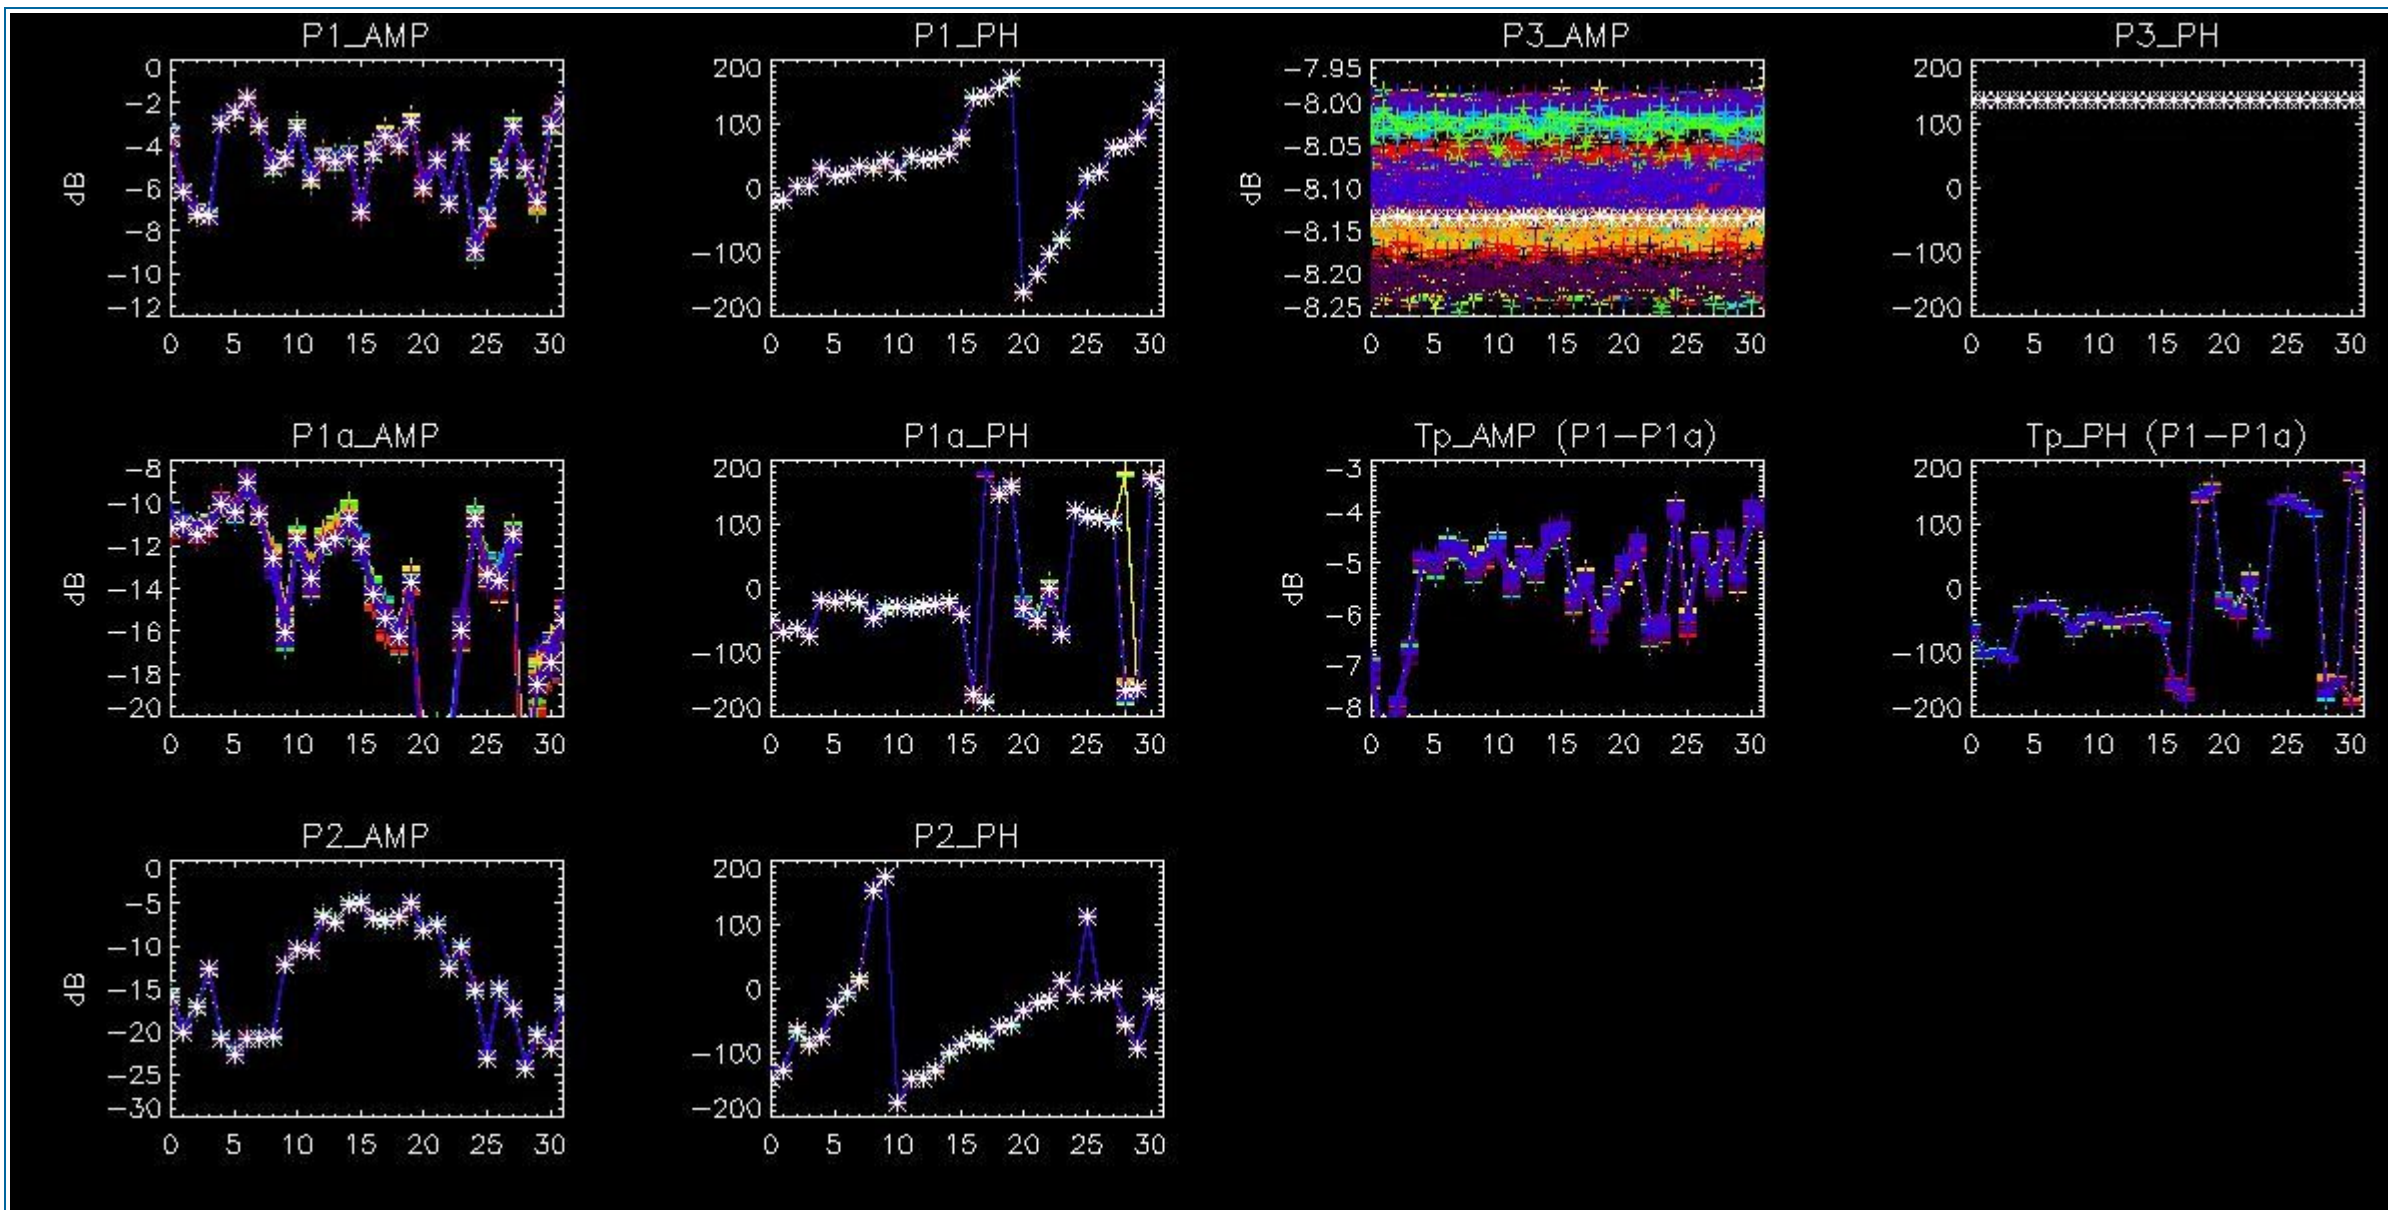 P1_AMP
0
−2
−4
−6
−8
−10
−12
dB
0 5 10 15 20 25 30
P1_PH
200
100
0
−100
−200
0 5 10 15 20 25 30
P3_AMP
−7.95
−8.00
−8.05
−8.10
−8.15
−8.20
−8.25
dB
0 5 10 15 20 25 30
P3_PH
200
100
0
−100
−200
0 5 10 15 20 25 30
P1a_AMP
−8
−10
−12
−14
−16
−18
−20
dB
0 5 10 15 20 25 30
P1a_PH
200
100
0
−100
−200
0 5 10 15 20 25 30
Tp_AMP (P1−P1a)
−3
−4
−5
−6
−7
−8
dB
0 5 10 15 20 25 30
Tp_PH (P1−P1a)
200
100
0
−100
−200
0 5 10 15 20 25 30
P2_AMP
0
−5
−10
−15
−20
−25
−30
dB
0 5 10 15 20 25 30
P2_PH
200
100
0
−100
−200
0 5 10 15 20 25 30